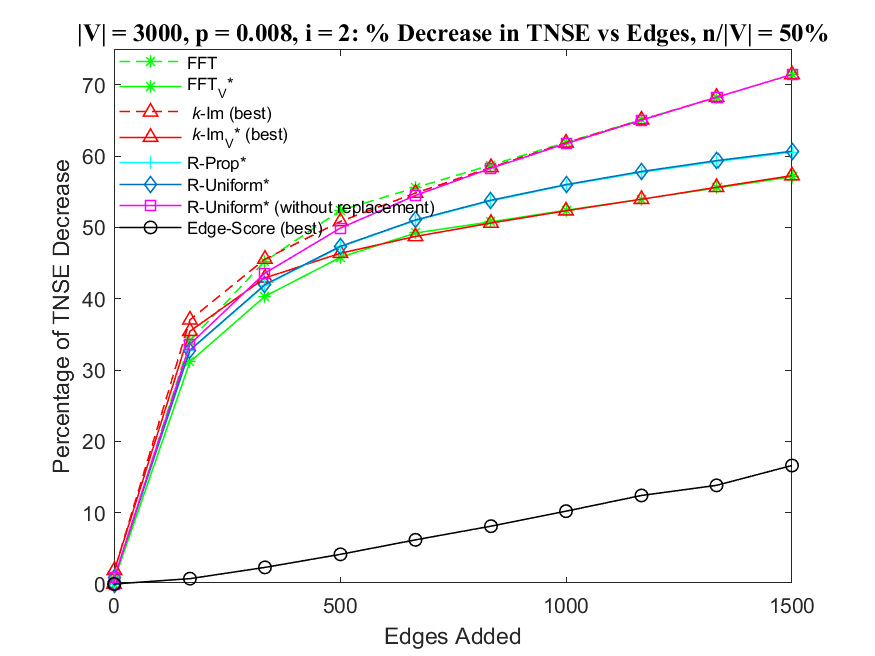 |V| = 3000, p = 0.008, i = 2: % Decrease in TNSE vs Edges, n/|V| = 50%
FFT
FFT_V*
k-Im (best)
k-Im_V* (best)
R-Prop*
R-Uniform*
R-Uniform* (without replacement)
Edge-Score (best)
Percentage of TNSE Decrease
70
60
50
40
30
20
10
0
0 500 1000 1500
Edges Added